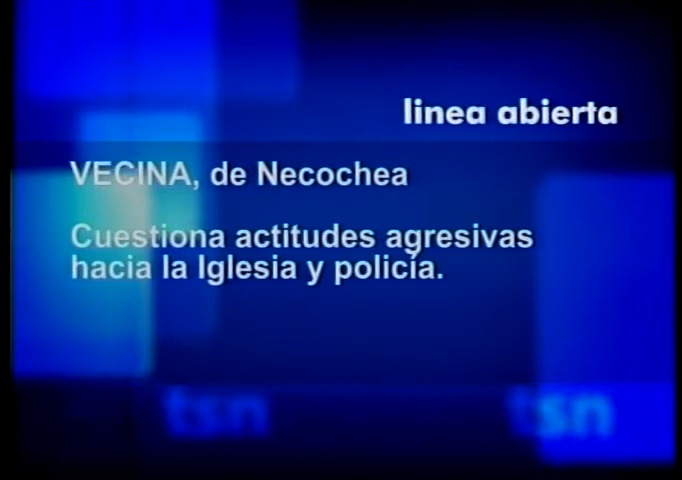 linea abierta
VECINA, de Necochea
Cuestiona actitudes agresivas
hacia la Iglesia y policía.
tsn
tsn